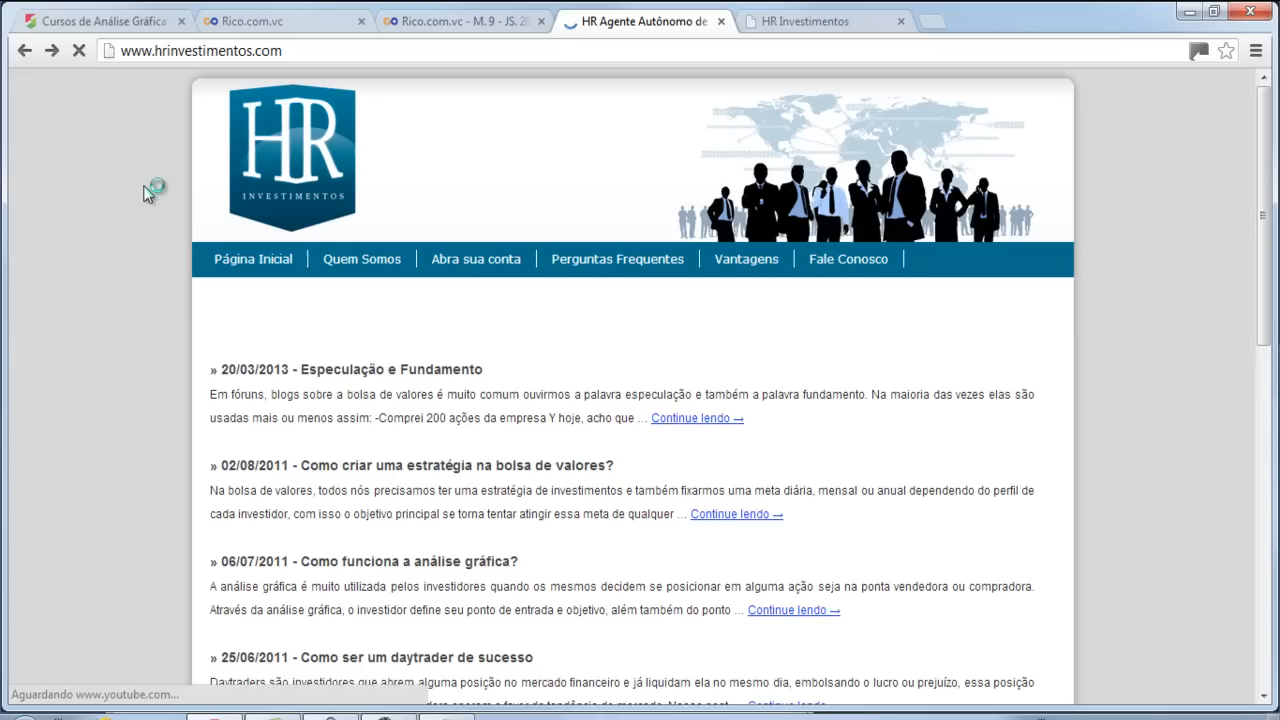 Cursos de Análise Gráfica
Rico.com.vc
Rico.com.vc - M. 9 - JS. 20
HR Agente Autônomo de
HR Investimentos
www.hrinvestimentos.com
HR
INVESTIMENTOS
Página Inicial
Quem Somos
Abra sua conta
Perguntas Frequentes
Vantagens
Fale Conosco
» 20/03/2013 - Especulação e Fundamento
Em fóruns, blogs sobre a bolsa de valores é muito comum ouvirmos a palavra especulação e também a palavra fundamento. Na maioria das vezes elas são
usadas mais ou menos assim: -Comprei 200 ações da empresa Y hoje, acho que ... Continue lendo →
» 02/08/2011 - Como criar uma estratégia na bolsa de valores?
Na bolsa de valores, todos nós precisamos ter uma estratégia de investimentos e também fixarmos uma meta diária, mensal ou anual dependendo do perfil de
cada investidor, com isso o objetivo principal se torna tentar atingir essa meta de qualquer ... Continue lendo →
» 06/07/2011 - Como funciona a análise gráfica?
A análise gráfica é muito utilizada pelos investidores quando os mesmos decidem se posicionar em alguma ação seja na ponta vendedora ou compradora.
Através da análise gráfica, o investidor define seu ponto de entrada e objetivo, além também do ponto ... Continue lendo →
» 25/06/2011 - Como ser um daytrader de sucesso
Daytraders são investidores que abrem alguma posição no mercado financeiro e já liquidam ela no mesmo dia, embolsando o lucro ou prejuízo, essa posição
Aguardando www.youtube.com...